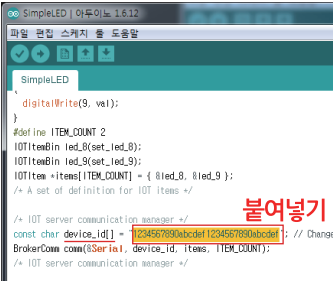 SimpleLED | 아두이노 1.6.12
파일 편집 스케치 툴 도움말
SimpleLED
{
digitalWrite(9, val);
}
#define ITEM_COUNT 2
IOTItemBin led_8(set_led_8);
IOTItemBin led_9(set_led_9);
IOTItem *items[ITEM_COUNT] = { &led_8, &led_9 };
/* A set of definition for IOT items */
붙여넣기
/* IOT server communication manager */
const char device_id[] = "1234567890abcdef1234567890abcdef"; // Change
BrokerComm comm(&Serial, device_id, items, ITEM_COUNT);
/* IOT server communication manager */